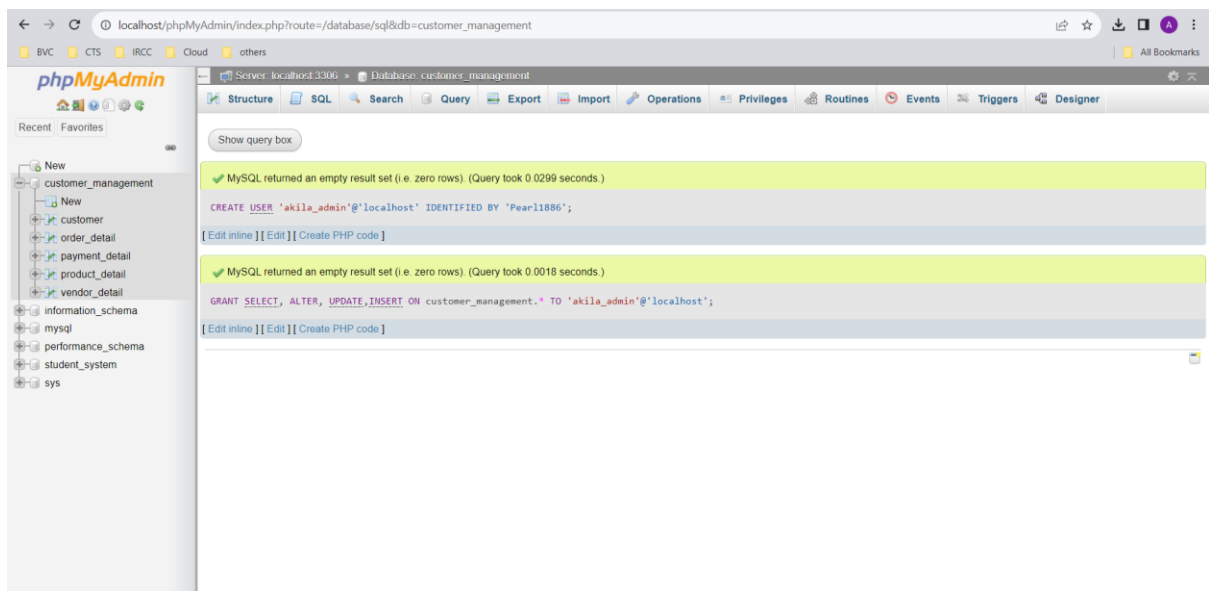 localhost/phpMyAdmin/index.php?route=/database/sql&db=customer_management
A
BVC CTS IRCC Cloud others All Bookmarks
phpMyAdmin
Recent Favorites
New
customer_management
New
customer
order_detail
payment_detail
product_detail
vendor_detail
information_schema
mysql
performance_schema
student_system
sys
Server: localhost:3306 » Database: customer_management
Structure SQL Search Query Export Import Operations Privileges Routines Events Triggers Designer
Show query box
MySQL returned an empty result set (i.e. zero rows). (Query took 0.0299 seconds.)
CREATE USER 'akila_admin'@'localhost' IDENTIFIED BY 'Pearl1886';
[ Edit inline ] [ Edit ] [ Create PHP code ]
MySQL returned an empty result set (i.e. zero rows). (Query took 0.0018 seconds.)
GRANT SELECT, ALTER, UPDATE,INSERT ON customer_management.* TO 'akila_admin'@'localhost';
[ Edit inline ] [ Edit ] [ Create PHP code ]